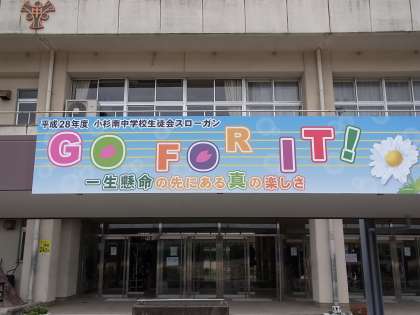 平成28年度 小杉南中学校生徒会スローガン
GO FOR IT!
一生懸命の先にある真の楽しさ